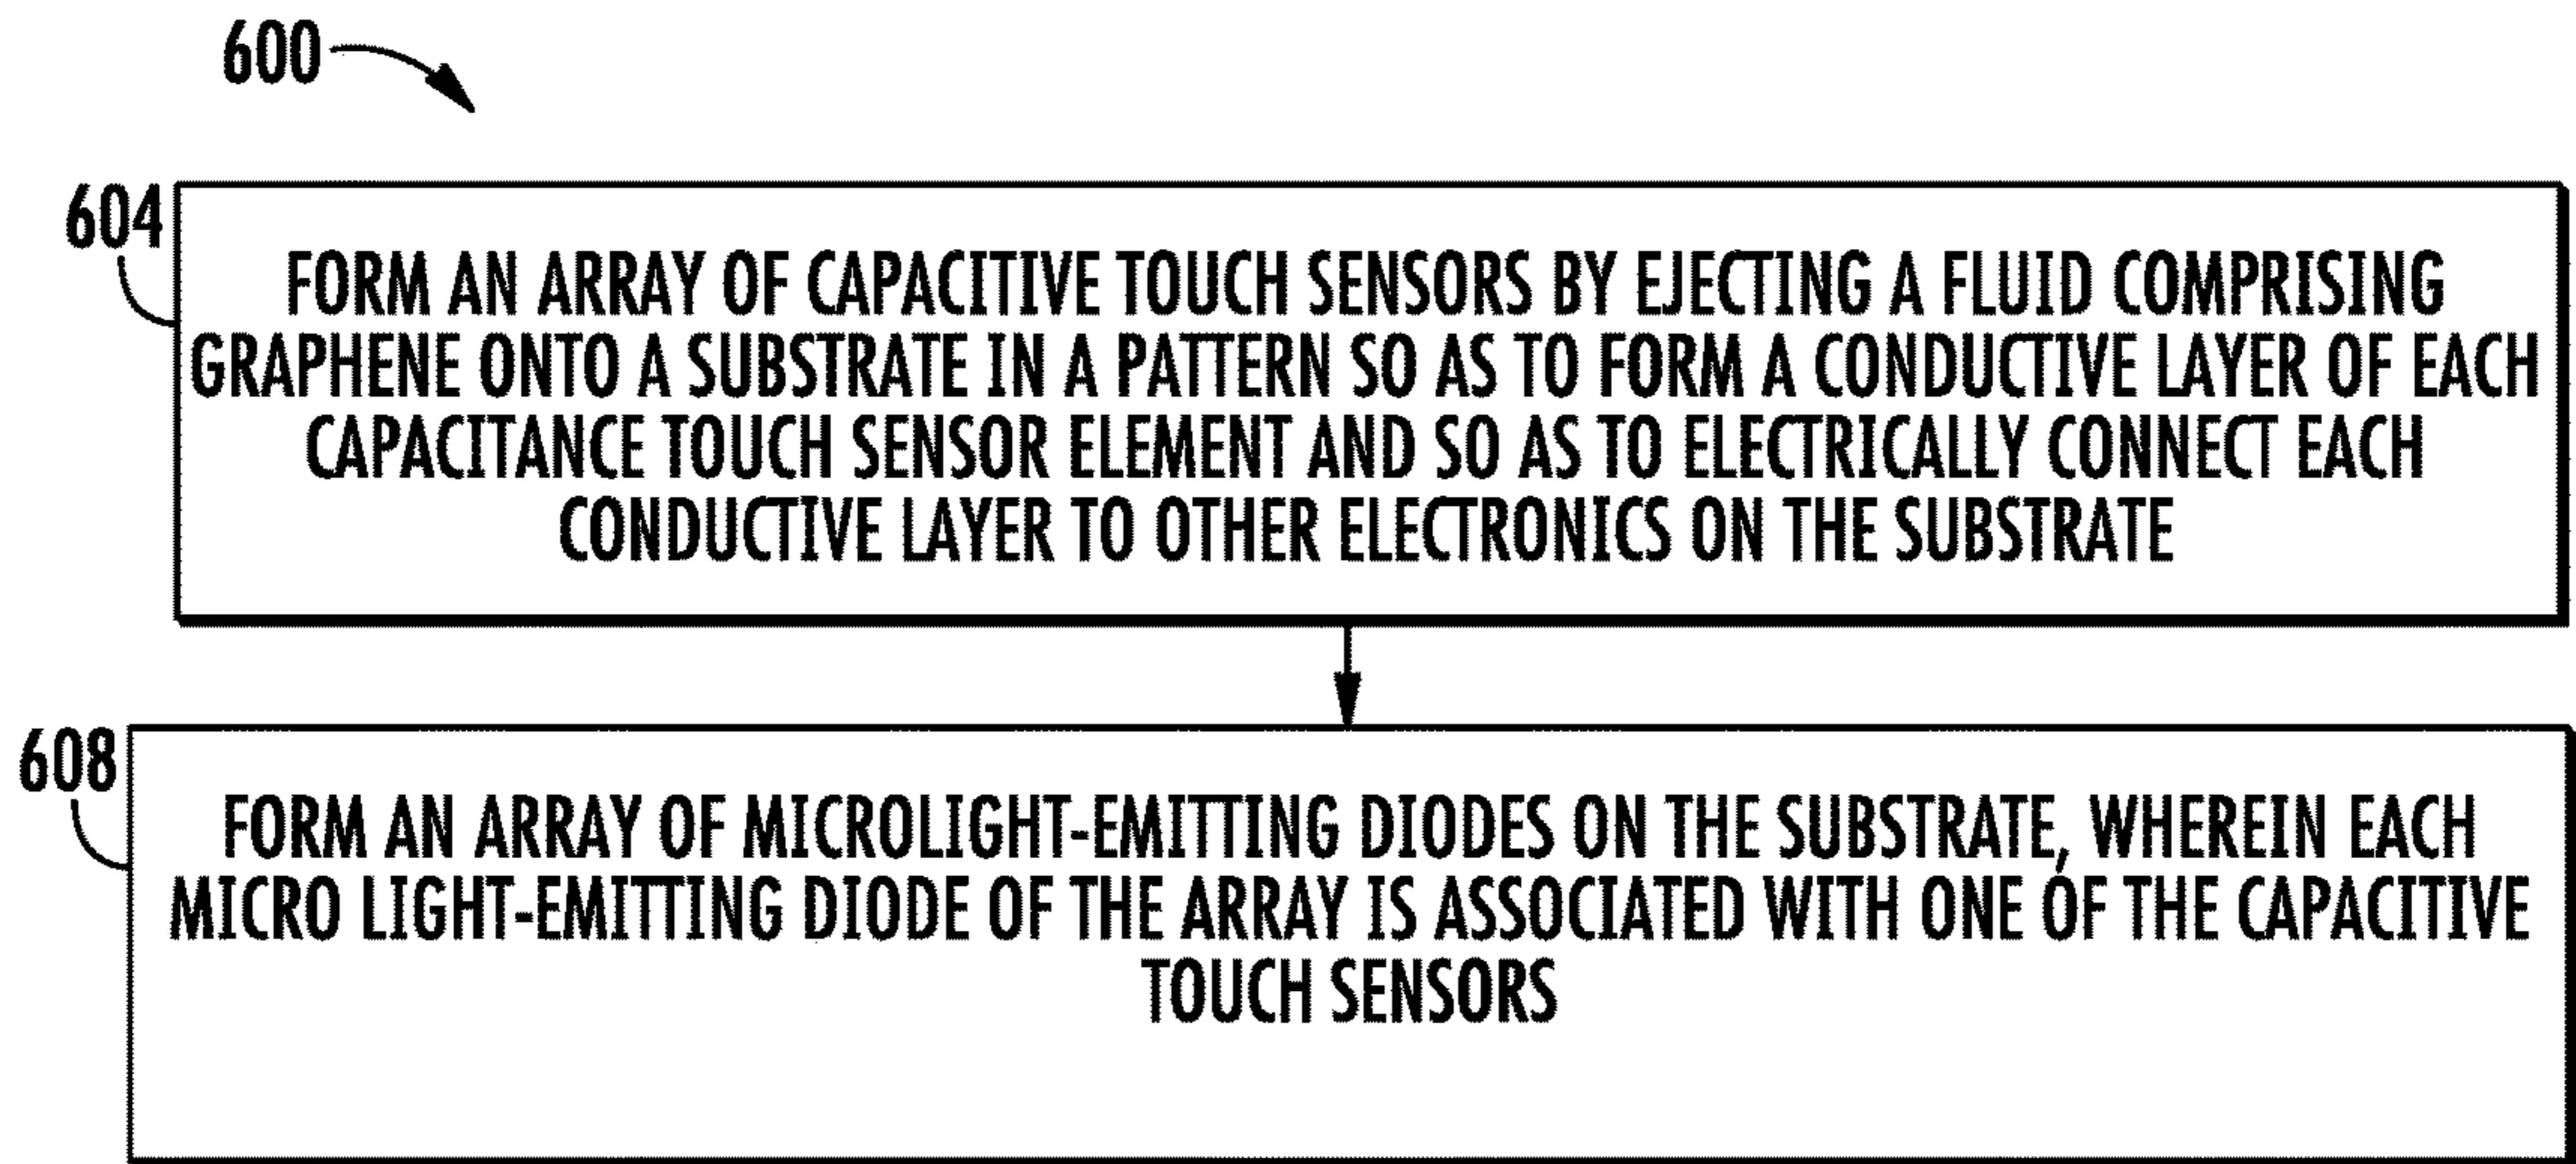 600
604
FORM AN ARRAY OF CAPACITIVE TOUCH SENSORS BY EJECTING A FLUID COMPRISING
GRAPHENE ONTO A SUBSTRATE IN A PATTERN SO AS TO FORM A CONDUCTIVE LAYER OF EACH
CAPACITANCE TOUCH SENSOR ELEMENT AND SO AS TO ELECTRICALLY CONNECT EACH
CONDUCTIVE LAYER TO OTHER ELECTRONICS ON THE SUBSTRATE
608
FORM AN ARRAY OF MICROLIGHT-EMITTING DIODES ON THE SUBSTRATE, WHEREIN EACH
MICRO LIGHT-EMITTING DIODE OF THE ARRAY IS ASSOCIATED WITH ONE OF THE CAPACITIVE
TOUCH SENSORS